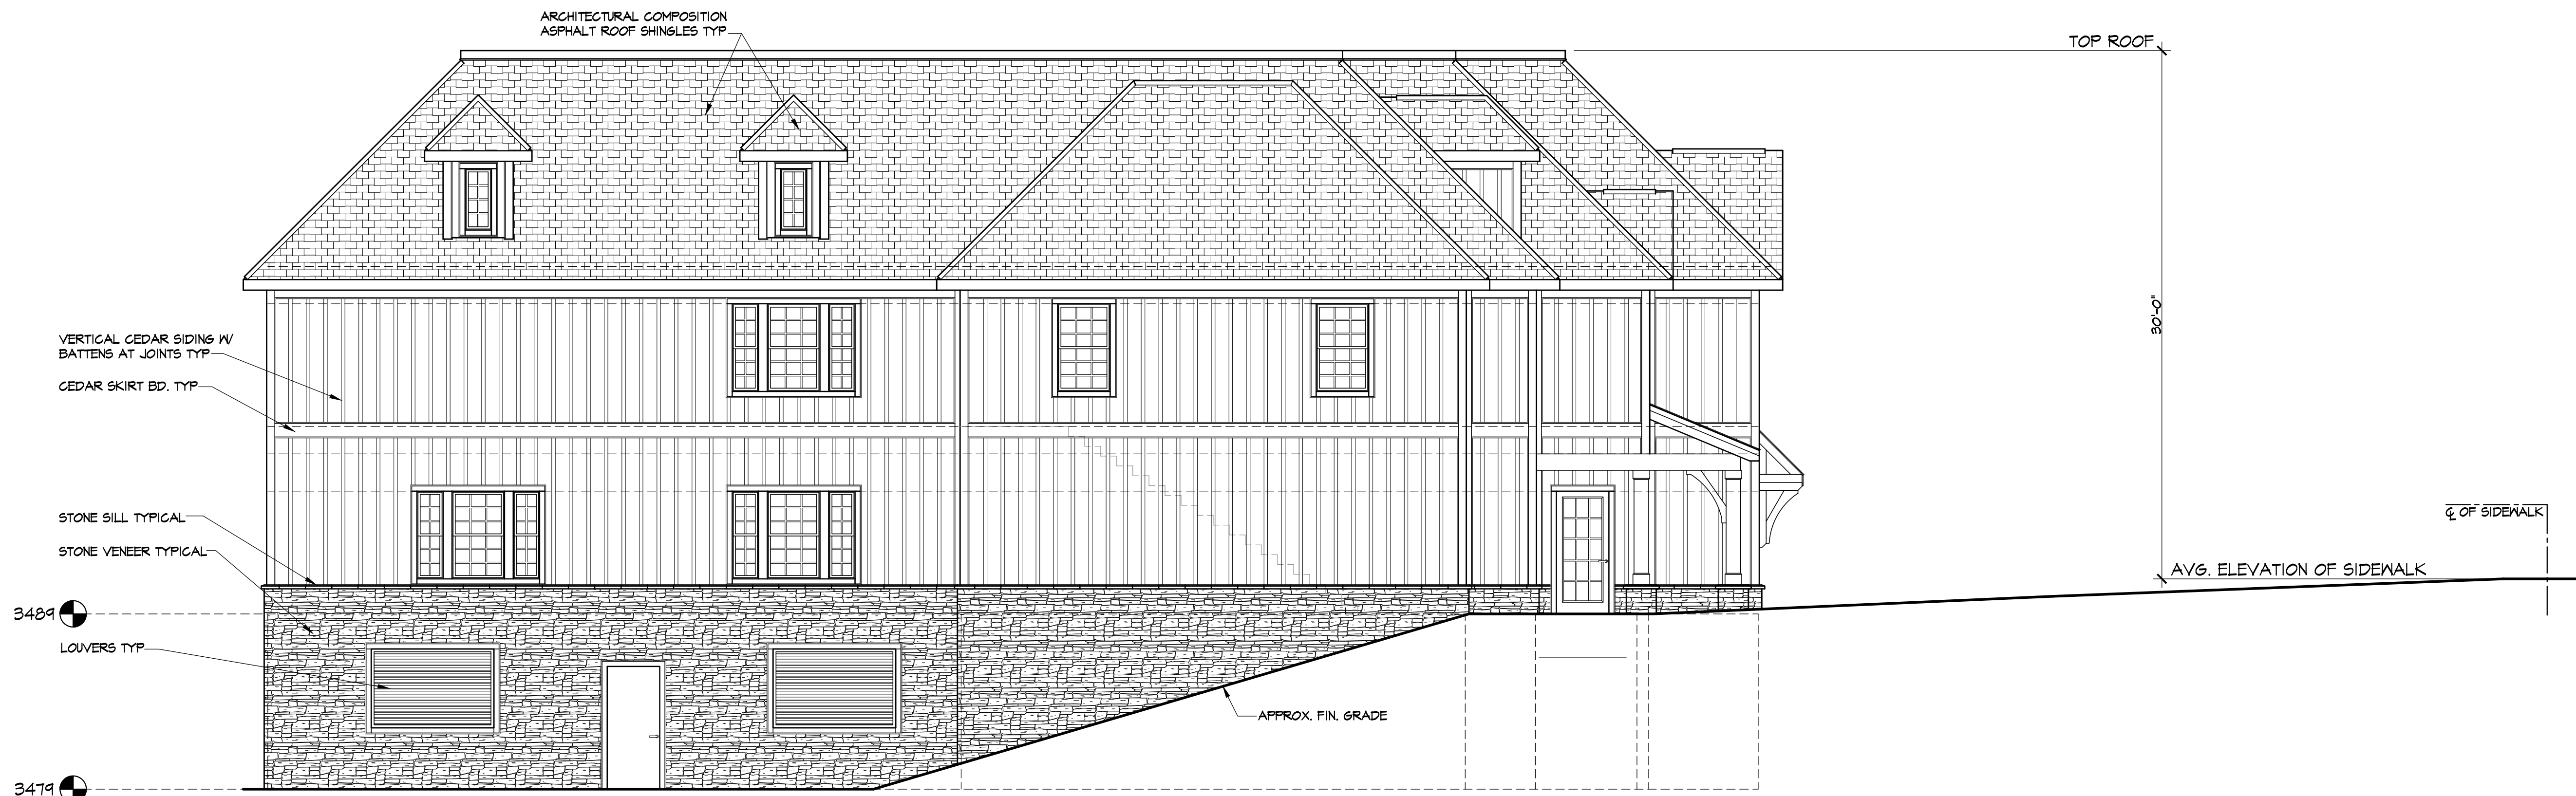 ARCHITECTURAL COMPOSITION
ASPHALT ROOF SHINGLES TYP
TOP ROOF
30'-0"
VERTICAL CEDAR SIDING W/
BATTENS AT JOINTS TYP
CEDAR SKIRT BD. TYP
STONE SILL TYPICAL
STONE VENEER TYPICAL
℄ OF SIDEWALK
AVG. ELEVATION OF SIDEWALK
3489
LOUVERS TYP
APPROX. FIN. GRADE
3479